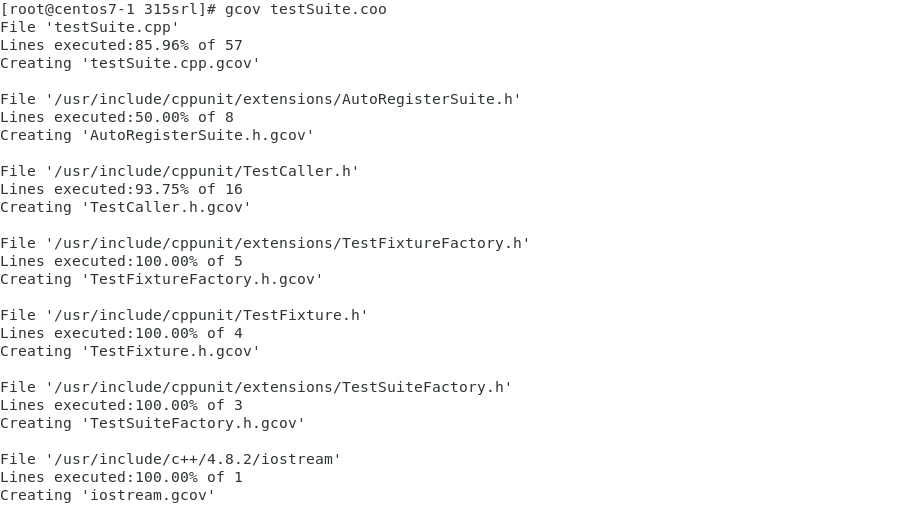 [root@centos7-1 315srl]# gcov testSuite.coo
File 'testSuite.cpp'
Lines executed:85.96% of 57
Creating 'testSuite.cpp.gcov'
File '/usr/include/cppunit/extensions/AutoRegisterSuite.h'
Lines executed:50.00% of 8
Creating 'AutoRegisterSuite.h.gcov'
File '/usr/include/cppunit/TestCaller.h'
Lines executed:93.75% of 16
Creating 'TestCaller.h.gcov'
File '/usr/include/cppunit/extensions/TestFixtureFactory.h'
Lines executed:100.00% of 5
Creating 'TestFixtureFactory.h.gcov'
File '/usr/include/cppunit/TestFixture.h'
Lines executed:100.00% of 4
Creating 'TestFixture.h.gcov'
File '/usr/include/cppunit/extensions/TestSuiteFactory.h'
Lines executed:100.00% of 3
Creating 'TestSuiteFactory.h.gcov'
File '/usr/include/c++/4.8.2/iostream'
Lines executed:100.00% of 1
Creating 'iostream.gcov'